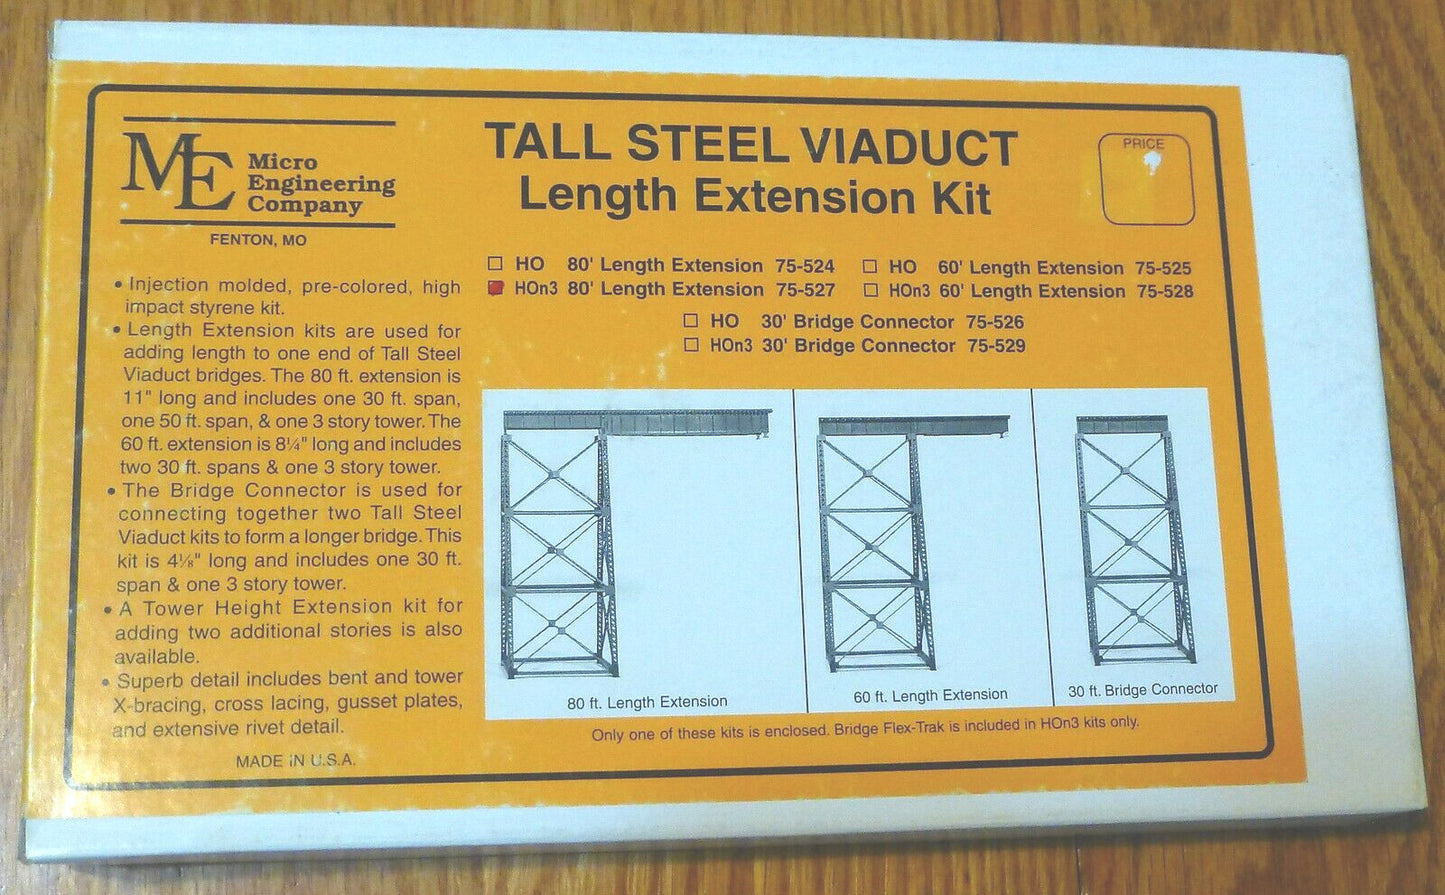 ME Micro
Engineering
Company
FENTON, MO
TALL STEEL VIADUCT
Length Extension Kit
PRICE
HO 80' Length Extension 75-524
HO 60' Length Extension 75-525
HOn3 80' Length Extension 75-527
HOn3 60' Length Extension 75-528
HO 30' Bridge Connector 75-526
HOn3 30' Bridge Connector 75-529
• Injection molded, pre-colored, high
impact styrene kit.
• Length Extension kits are used for
adding length to one end of Tall Steel
Viaduct bridges. The 80 ft. extension is
11" long and includes one 30 ft. span,
one 50 ft. span, & one 3 story tower. The
60 ft. extension is 8¼" long and includes
two 30 ft. spans & one 3 story tower.
• The Bridge Connector is used for
connecting together two Tall Steel
Viaduct kits to form a longer bridge. This
kit is 4⅛" long and includes one 30 ft.
span & one 3 story tower.
• A Tower Height Extension kit for
adding two additional stories is also
available.
• Superb detail includes bent and tower
X-bracing, cross lacing, gusset plates,
and extensive rivet detail.
MADE IN U.S.A.
80 ft. Length Extension
60 ft. Length Extension
30 ft. Bridge Connector
Only one of these kits is enclosed. Bridge Flex-Trak is included in HOn3 kits only.